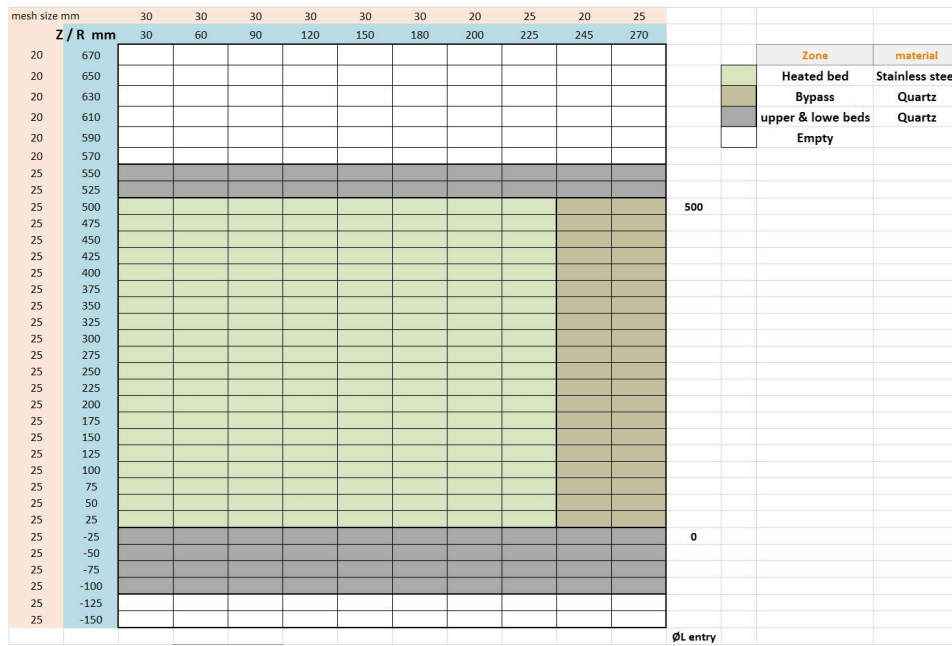 mesh size mm 30 30 30 30 30 30 20 25 20 25
Z / R mm 30 60 90 120 150 180 200 225 245 270
20 670 Zone material
20 650 Heated bed Stainless stee
20 630 Bypass Quartz
20 610 upper & lowe beds Quartz
20 590 Empty
20 570
25 550
25 525
25 500 500
25 475
25 450
25 425
25 400
25 375
25 350
25 325
25 300
25 275
25 250
25 225
25 200
25 175
25 150
25 125
25 100
25 75
25 50
25 25
25 -25 0
25 -50
25 -75
25 -100
25 -125
25 -150
ØL entry